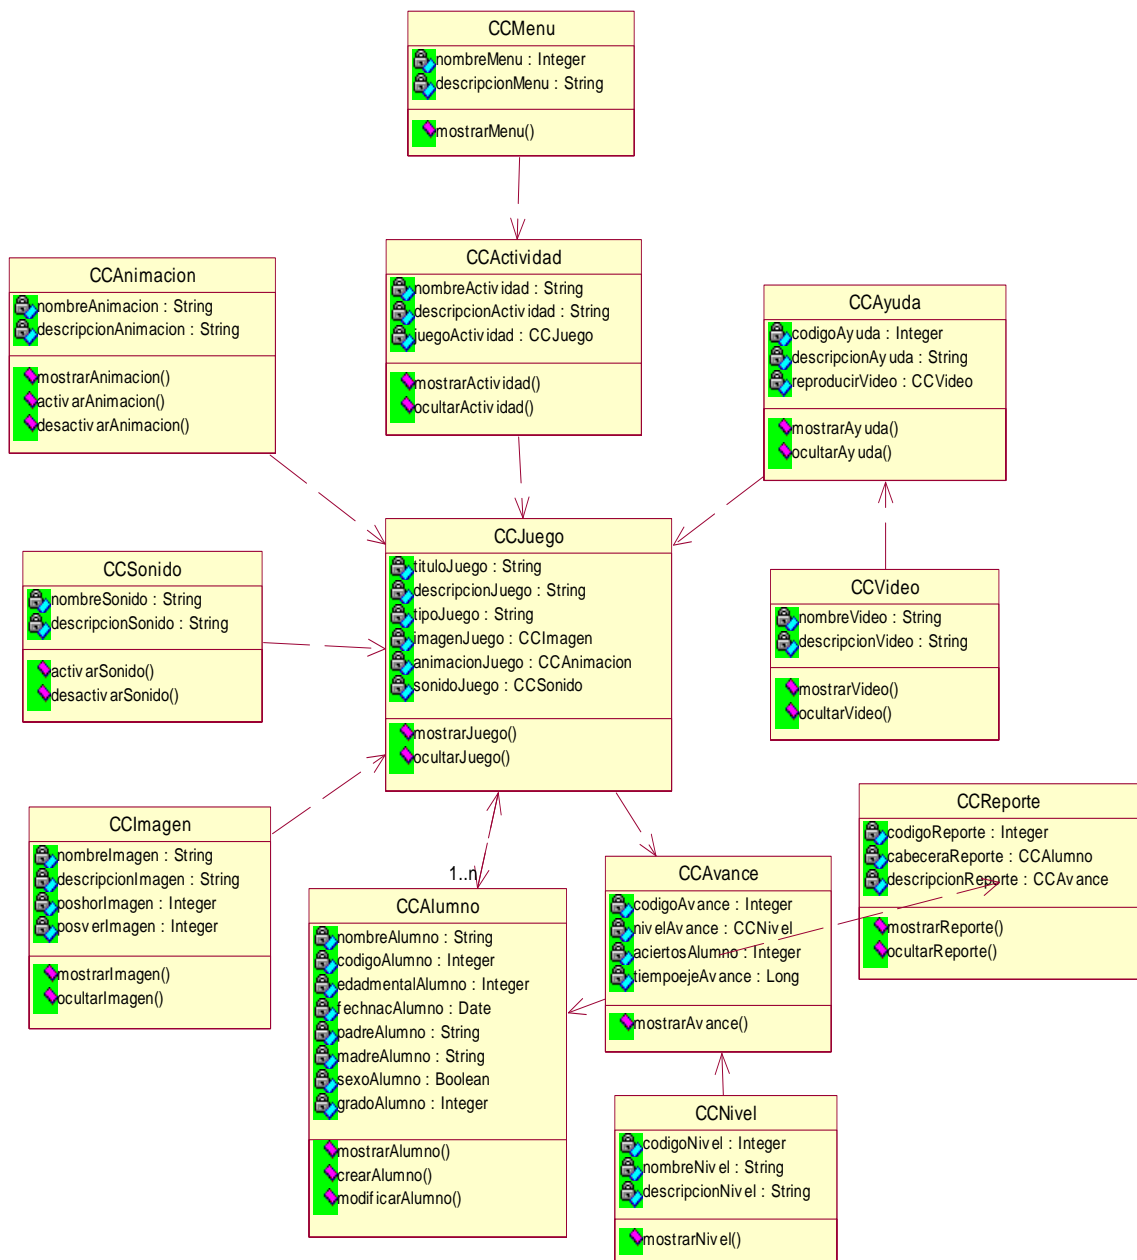 CCMenu
nombreMenu : Integer
descripcionMenu : String
mostrarMenu()
CCActividad
nombreActividad : String
descripcionActividad : String
juegoActividad : CCJuego
mostrarActividad()
ocultarActividad()
CCAnimacion
nombreAnimacion : String
descripcionAnimacion : String
mostrarAnimacion()
activarAnimacion()
desactivarAnimacion()
CCAyuda
codigoAyuda : Integer
descripcionAyuda : String
reproducirVideo : CCVideo
mostrarAyuda()
ocultarAyuda()
CCJuego
tituloJuego : String
descripcionJuego : String
tipoJuego : String
imagenJuego : CCImagen
animacionJuego : CCAnimacion
sonidoJuego : CCSonido
mostrarJuego()
ocultarJuego()
CCSonido
nombreSonido : String
descripcionSonido : String
activarSonido()
desactivarSonido()
CCVideo
nombreVideo : String
descripcionVideo : String
mostrarVideo()
ocultarVideo()
CCImagen
nombreImagen : String
descripcionImagen : String
poshorImagen : Integer
posverImagen : Integer
mostrarImagen()
ocultarImagen()
1..n
CCAlumno
nombreAlumno : String
codigoAlumno : Integer
edadmentalAlumno : Integer
fechnacAlumno : Date
padreAlumno : String
madreAlumno : String
sexoAlumno : Boolean
gradoAlumno : Integer
mostrarAlumno()
crearAlumno()
modificarAlumno()
CCAvance
codigoAvance : Integer
nivelAvance : CCNivel
aciertosAlumno : Integer
tiempoejeAvance : Long
mostrarAvance()
CCReporte
codigoReporte : Integer
cabeceraReporte : CCAlumno
descripcionReporte : CCAvance
mostrarReporte()
ocultarReporte()
CCNivel
codigoNivel : Integer
nombreNivel : String
descripcionNivel : String
mostrarNivel()